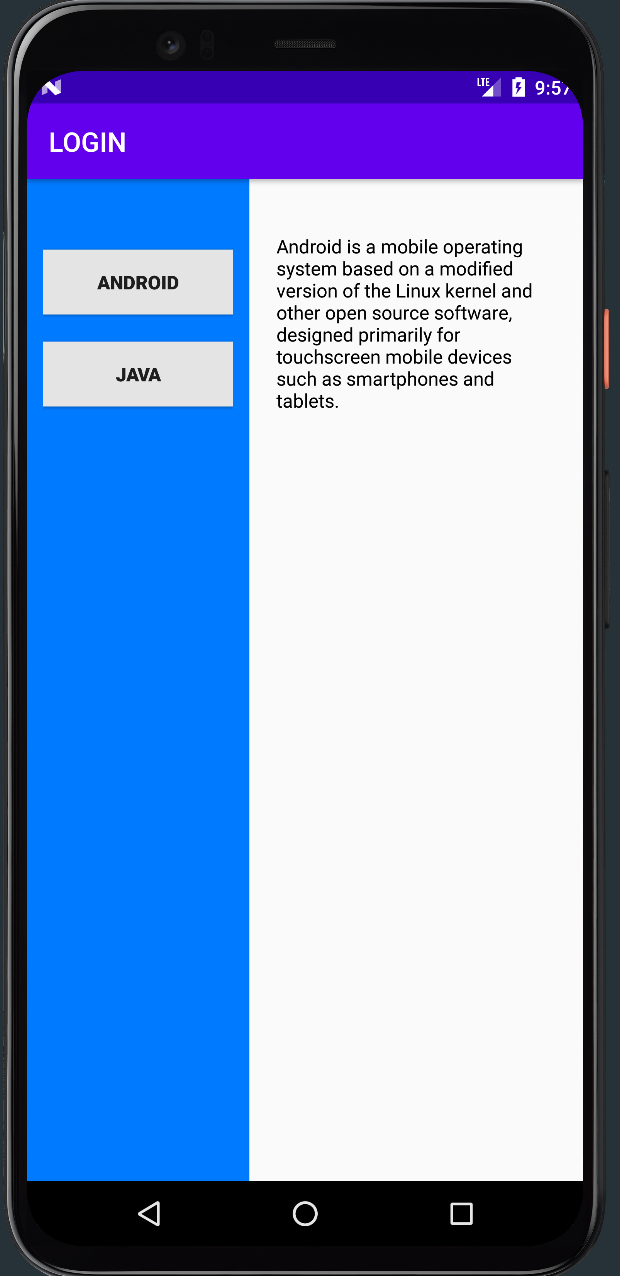 LTE 9:57
LOGIN
ANDROID
JAVA
Android is a mobile operating
system based on a modified
version of the Linux kernel and
other open source software,
designed primarily for
touchscreen mobile devices
such as smartphones and
tablets.